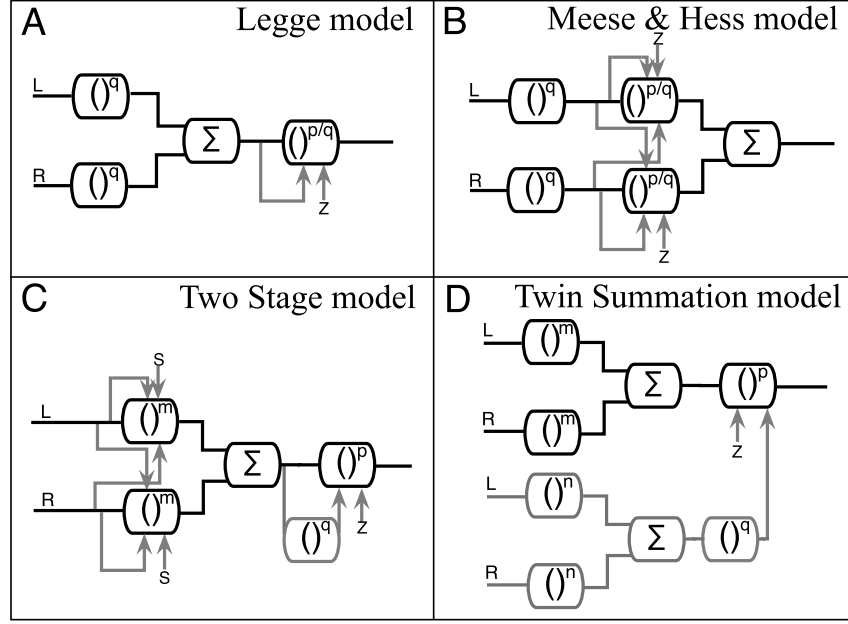 A Legge model
L ()q
Σ ()p/q
R ()q
Z
B Meese & Hess model
Z
L ()q ()p/q
Σ
R ()q ()p/q
Z
C Two Stage model
S
L ()m
Σ ()p
R ()m
()q Z
S
D Twin Summation model
L ()m
Σ ()p
R ()m
Z
L ()n
Σ ()q
R ()n